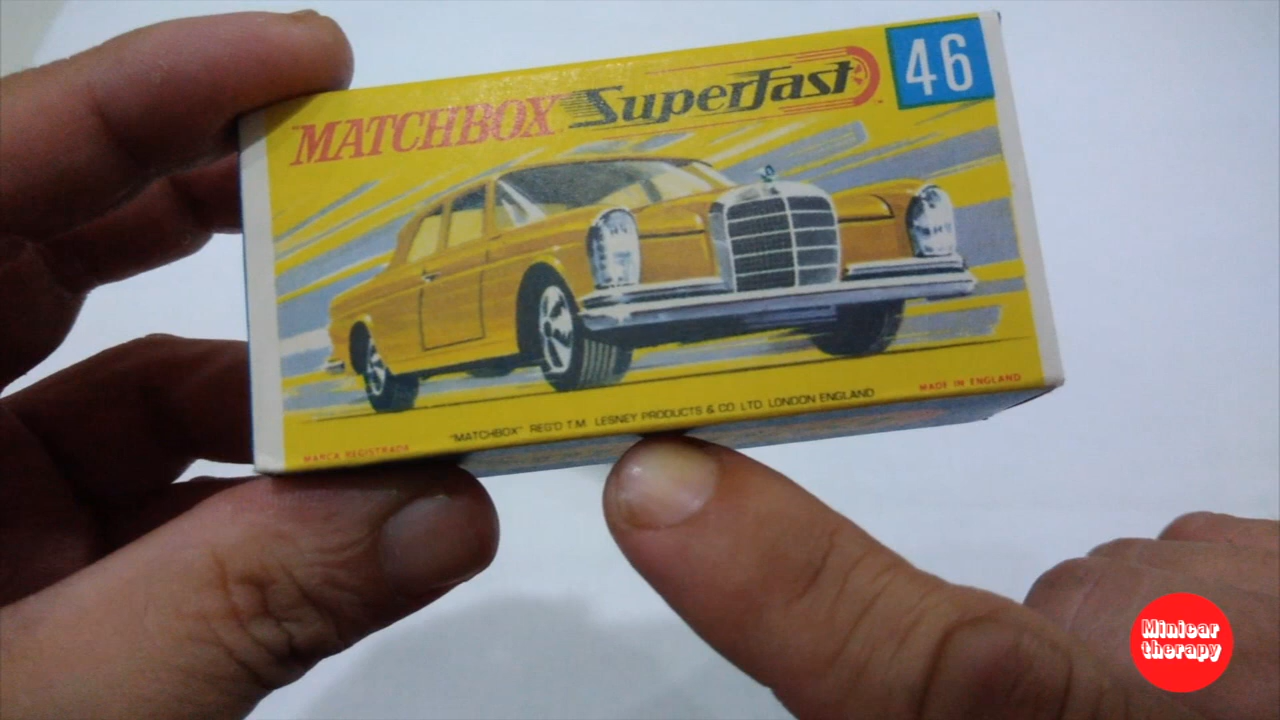 MATCHBOX Superfast
46
MADE IN ENGLAND
"MATCHBOX" REG'D T.M. LESNEY PRODUCTS & CO. LTD. LONDON ENGLAND
MARCA REGISTRADA
Minicar
therapy